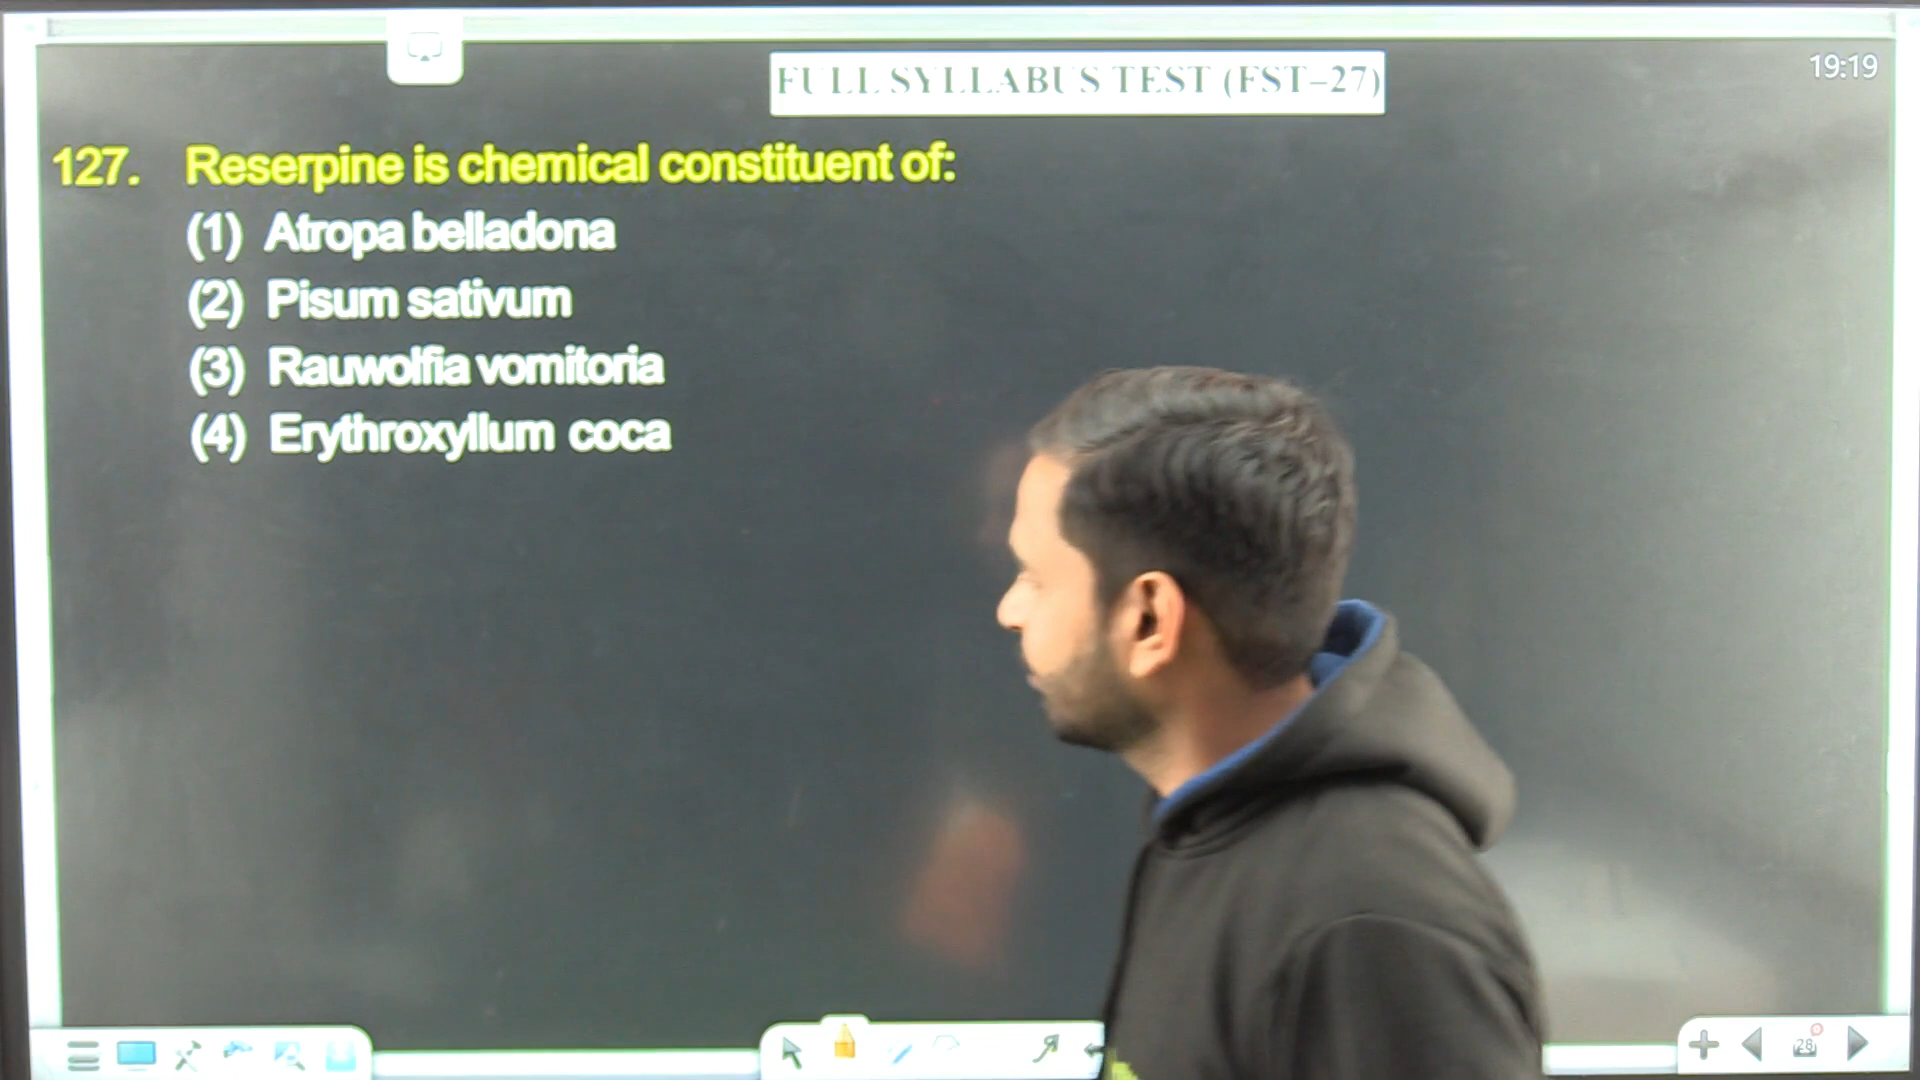 FULL SYLLABUS TEST (FST–27)
19:19
127. Reserpine is chemical constituent of:
(1) Atropa belladona
(2) Pisum sativum
(3) Rauwolfia vomitoria
(4) Erythroxyllum coca
28